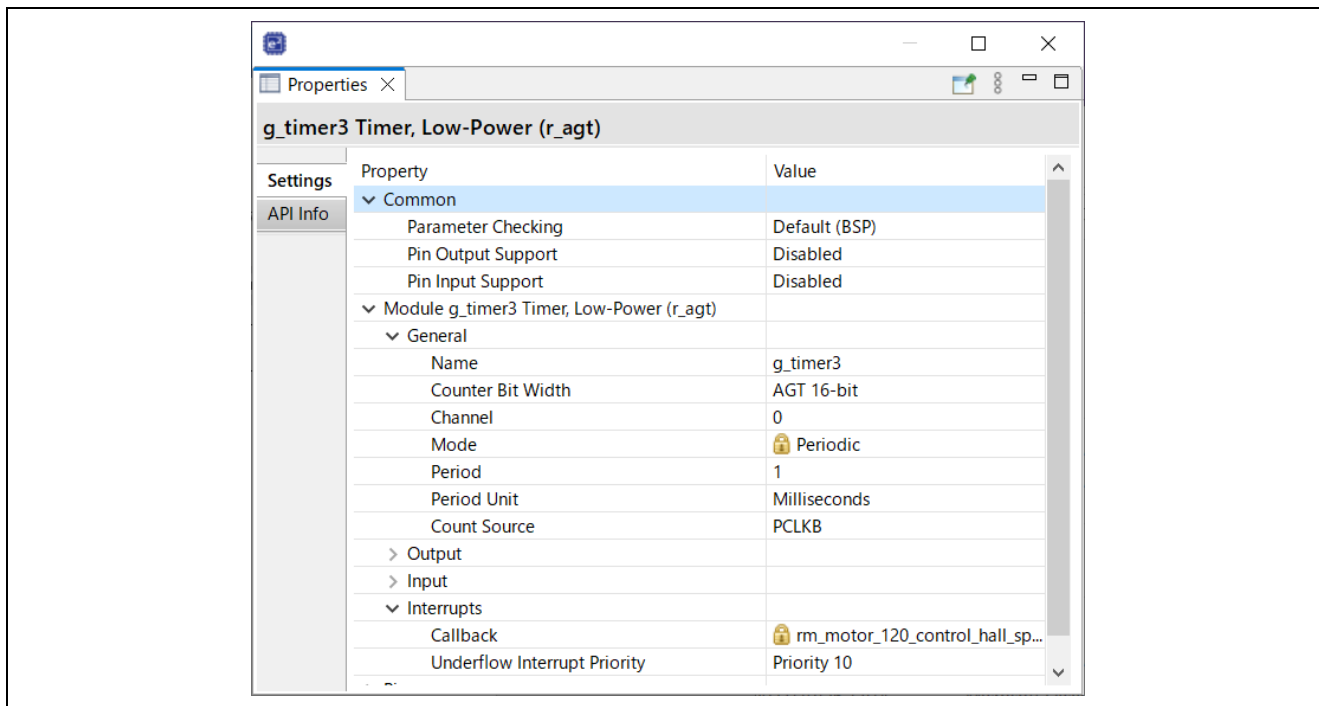 Properties
g_timer3 Timer, Low-Power (r_agt)
Settings
API Info
Property Value
Common
Parameter Checking Default (BSP)
Pin Output Support Disabled
Pin Input Support Disabled
Module g_timer3 Timer, Low-Power (r_agt)
General
Name g_timer3
Counter Bit Width AGT 16-bit
Channel 0
Mode Periodic
Period 1
Period Unit Milliseconds
Count Source PCLKB
Output
Input
Interrupts
Callback rm_motor_120_control_hall_sp...
Underflow Interrupt Priority Priority 10